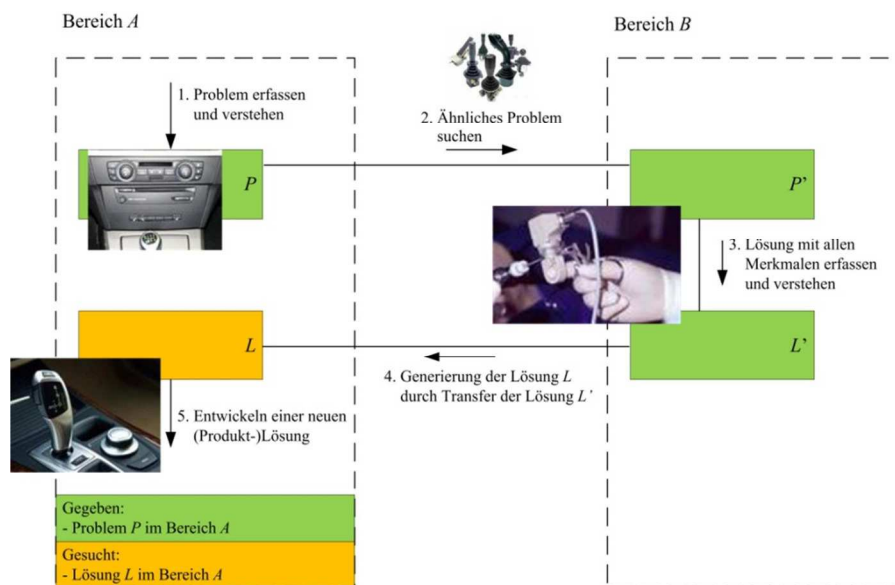 Bereich A
Bereich B
1. Problem erfassen
und verstehen
2. Ähnliches Problem
suchen
P
P’
3. Lösung mit allen
Merkmalen erfassen
und verstehen
L
L’
4. Generierung der Lösung L
durch Transfer der Lösung L’
5. Entwickeln einer neuen
(Produkt-)Lösung
Gegeben:
- Problem P im Bereich A
Gesucht:
- Lösung L im Bereich A